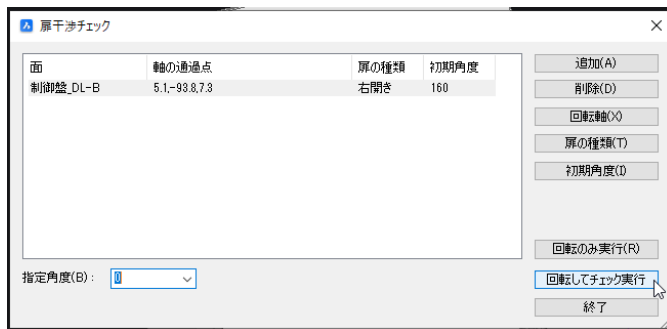 扉干渉チェック
面 軸の通過点 扉の種類 初期角度
制御盤_DL-B 5.1,-93.8,7.3 右開き 160
追加(A)
削除(D)
回転軸(X)
扉の種類(T)
初期角度(I)
回転のみ実行(R)
指定角度(B): 0
回転してチェック実行
終了